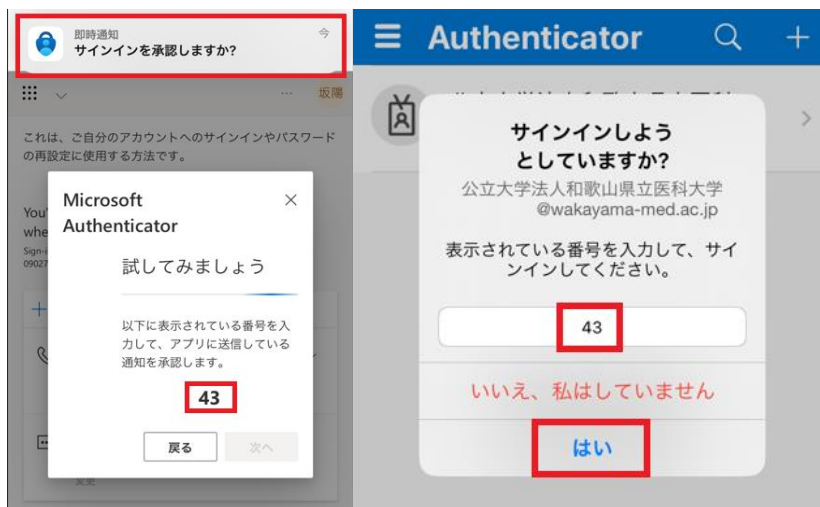 即時通知
今
サインインを承認しますか?
坂陽
これは、ご自分のアカウントへのサインインやパスワード
の再設定に使用する方法です。
You'
whe
Sign-i
09027
Microsoft
Authenticator
試してみましょう
以下に表示されている番号を入
力して、アプリに送信している
通知を承認します。
43
戻る
次へ
変更
Authenticator
サインインしよう
としていますか?
公立大学法人和歌山県立医科大学
@wakayama-med.ac.jp
表示されている番号を入力して、サイ
ンインしてください。
43
いいえ、私はしていません
はい